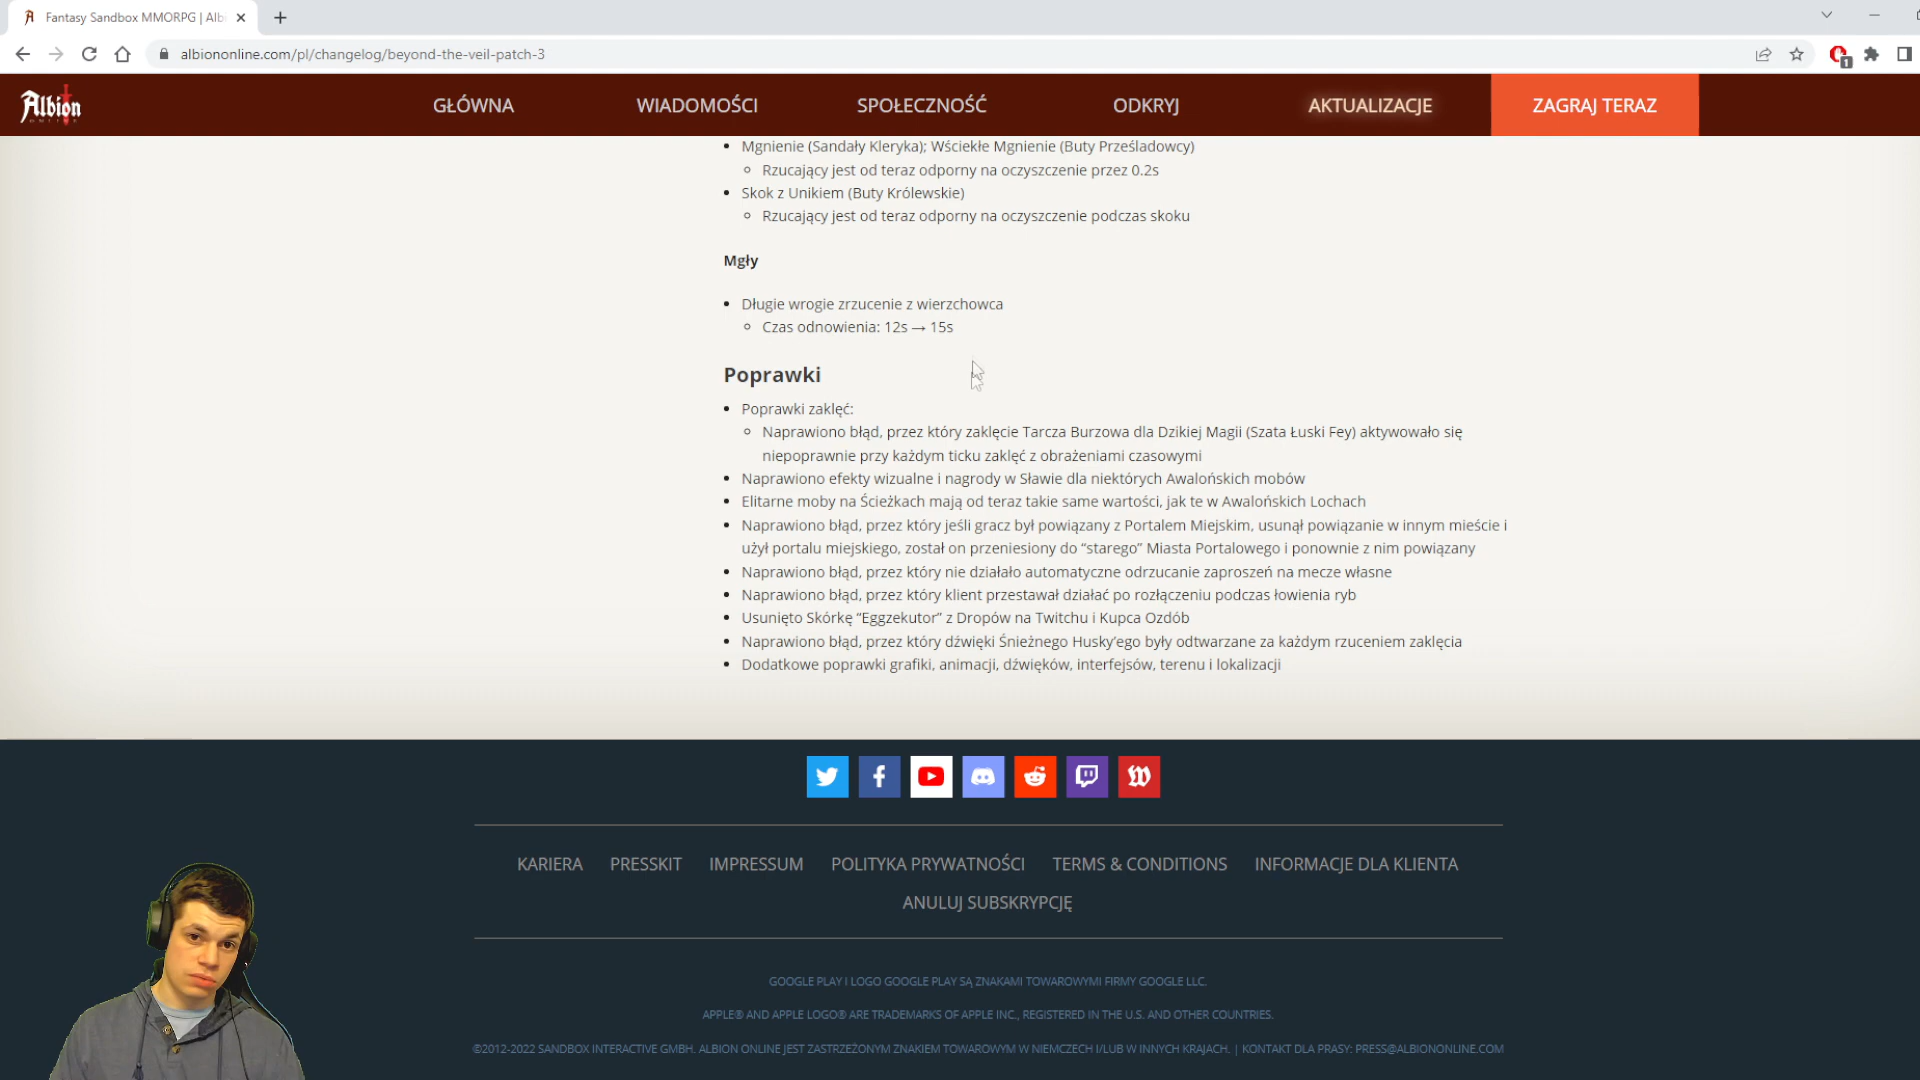 Fantasy Sandbox MMORPG | Alb
albiononline.com/pl/changelog/beyond-the-veil-patch-3
1
Albion
ONLINE
GŁÓWNA
WIADOMOŚCI
SPOŁECZNOŚĆ
ODKRYJ
AKTUALIZACJE
ZAGRAJ TERAZ
Mgnienie (Sandały Kleryka); Wściekłe Mgnienie (Buty Prześladowcy)
Rzucający jest od teraz odporny na oczyszczenie przez 0.2s
Skok z Unikiem (Buty Królewskie)
Rzucający jest od teraz odporny na oczyszczenie podczas skoku
Mgły
Długie wrogie zrzucenie z wierzchowca
Czas odnowienia: 12s → 15s
Poprawki
Poprawki zaklęć:
Naprawiono błąd, przez który zaklęcie Tarcza Burzowa dla Dzikiej Magii (Szata Łuski Fey) aktywowało się
niepoprawnie przy każdym ticku zaklęć z obrażeniami czasowymi
Naprawiono efekty wizualne i nagrody w Sławie dla niektórych Awalońskich mobów
Elitarne moby na Ścieżkach mają od teraz takie same wartości, jak te w Awalońskich Lochach
Naprawiono błąd, przez który jeśli gracz był powiązany z Portalem Miejskim, usunął powiązanie w innym mieście i
użył portalu miejskiego, został on przeniesiony do “starego” Miasta Portalowego i ponownie z nim powiązany
Naprawiono błąd, przez który nie działało automatyczne odrzucanie zaproszeń na mecze własne
Naprawiono błąd, przez który klient przestawał działać po rozłączeniu podczas łowienia ryb
Usunięto Skórkę “Eggzekutor” z Dropów na Twitchu i Kupca Ozdób
Naprawiono błąd, przez który dźwięki Śnieżnego Husky’ego były odtwarzane za każdym rzuceniem zaklęcia
Dodatkowe poprawki grafiki, animacji, dźwięków, interfejsów, terenu i lokalizacji
KARIERA
PRESSKIT
IMPRESSUM
POLITYKA PRYWATNOŚCI
TERMS & CONDITIONS
INFORMACJE DLA KLIENTA
ANULUJ SUBSKRYPCJĘ
GOOGLE PLAY I LOGO GOOGLE PLAY SĄ ZNAKAMI TOWAROWYMI FIRMY GOOGLE LLC.
APPLE® AND APPLE LOGO® ARE TRADEMARKS OF APPLE INC., REGISTERED IN THE U.S. AND OTHER COUNTRIES.
©2012-2022 SANDBOX INTERACTIVE GMBH. ALBION ONLINE JEST ZASTRZEŻONYM ZNAKIEM TOWAROWYM W NIEMCZECH I/LUB W INNYCH KRAJACH. | KONTAKT DLA PRASY: PRESS@ALBIONONLINE.COM